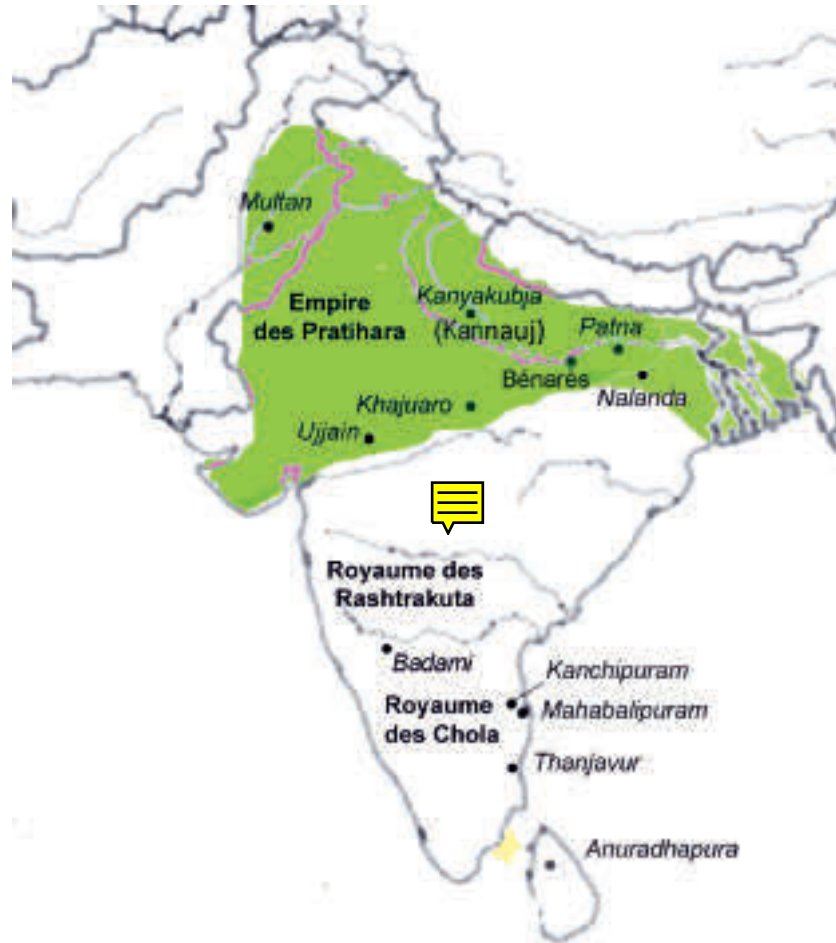 Multan
Empire
des Pratihara
Kanyakubja
(Kannauj)
Patna
Bénarès
Nalanda
Khajuaro
Ujjain
Royaume des
Rashtrakuta
Badami
Kanchipuram
Royaume
des Chola
Mahabalipuram
Thanjavur
Anuradhapura